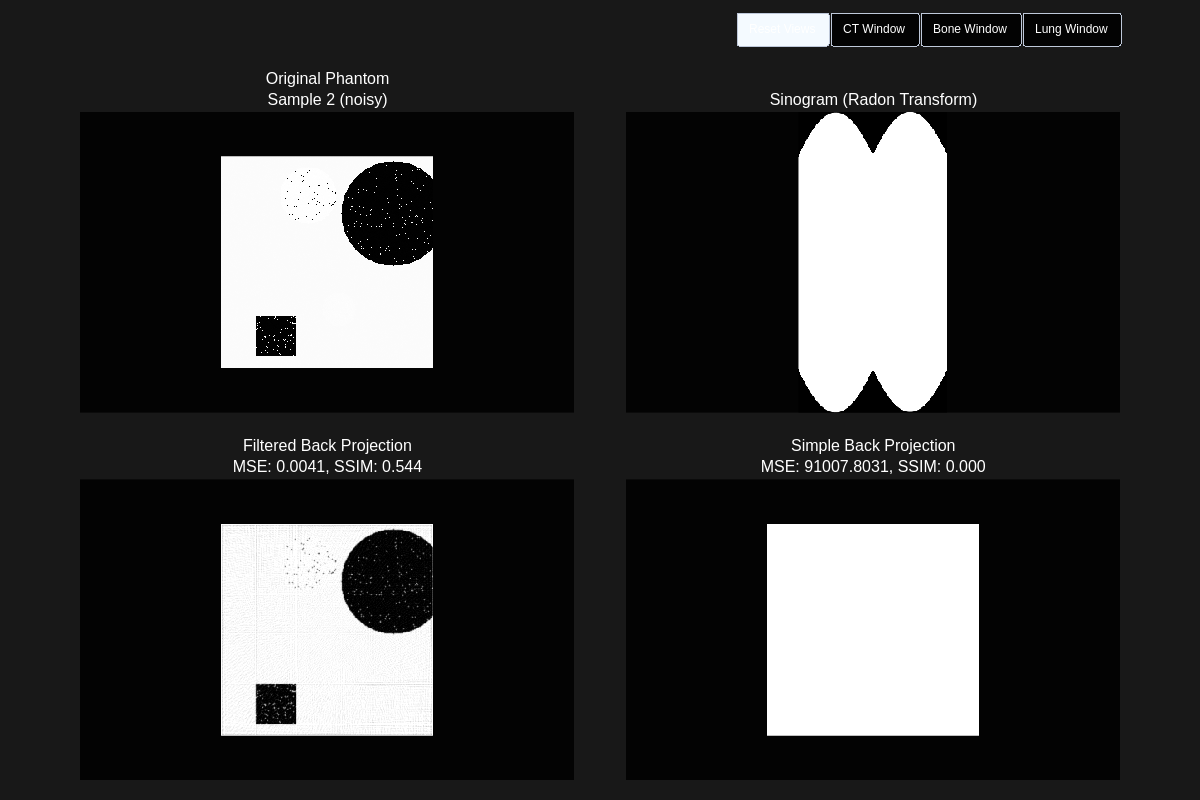 CT Window
Bone Window
Lung Window
Original Phantom
Sample 2 (noisy)
Sinogram (Radon Transform)
Filtered Back Projection
MSE: 0.0041, SSIM: 0.544
Simple Back Projection
MSE: 91007.8031, SSIM: 0.000